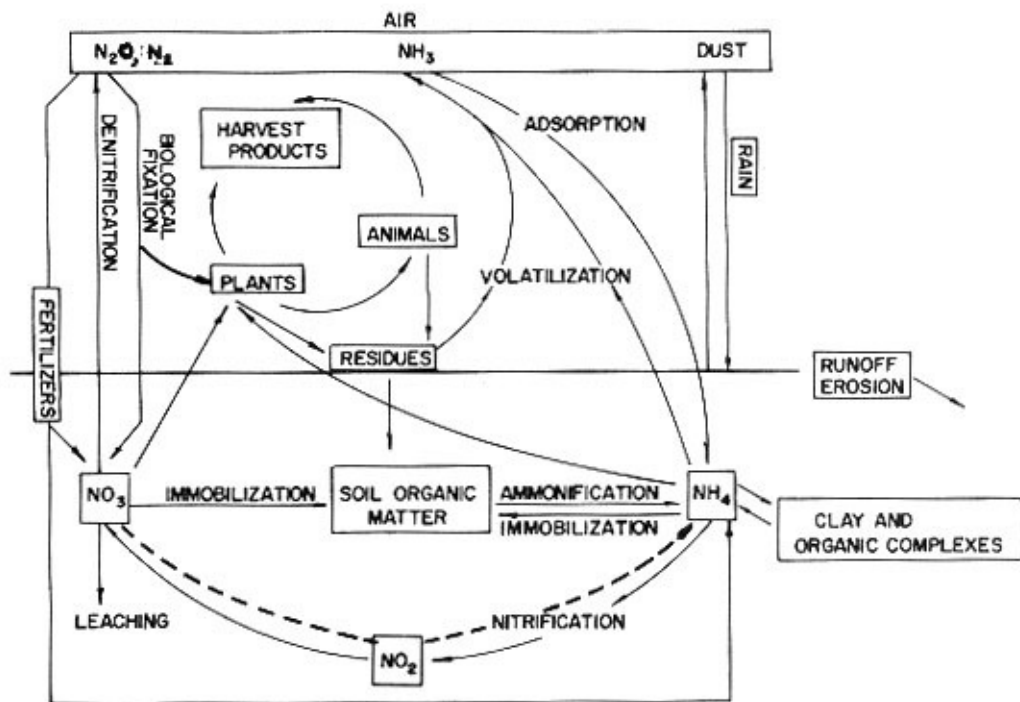 AIR
N₂O, : N₂
NH₃
DUST
DENITRIFICATION
BIOLOGICAL
FIXATION
HARVEST
PRODUCTS
ADSORPTION
RAIN
ANIMALS
PLANTS
VOLATILIZATION
FERTILIZERS
RESIDUES
RUNOFF
EROSION
NO₃
IMMOBILIZATION
SOIL ORGANIC
MATTER
AMMONIFICATION
IMMOBILIZATION
NH₄
CLAY AND
ORGANIC COMPLEXES
LEACHING
NITRIFICATION
NO₂